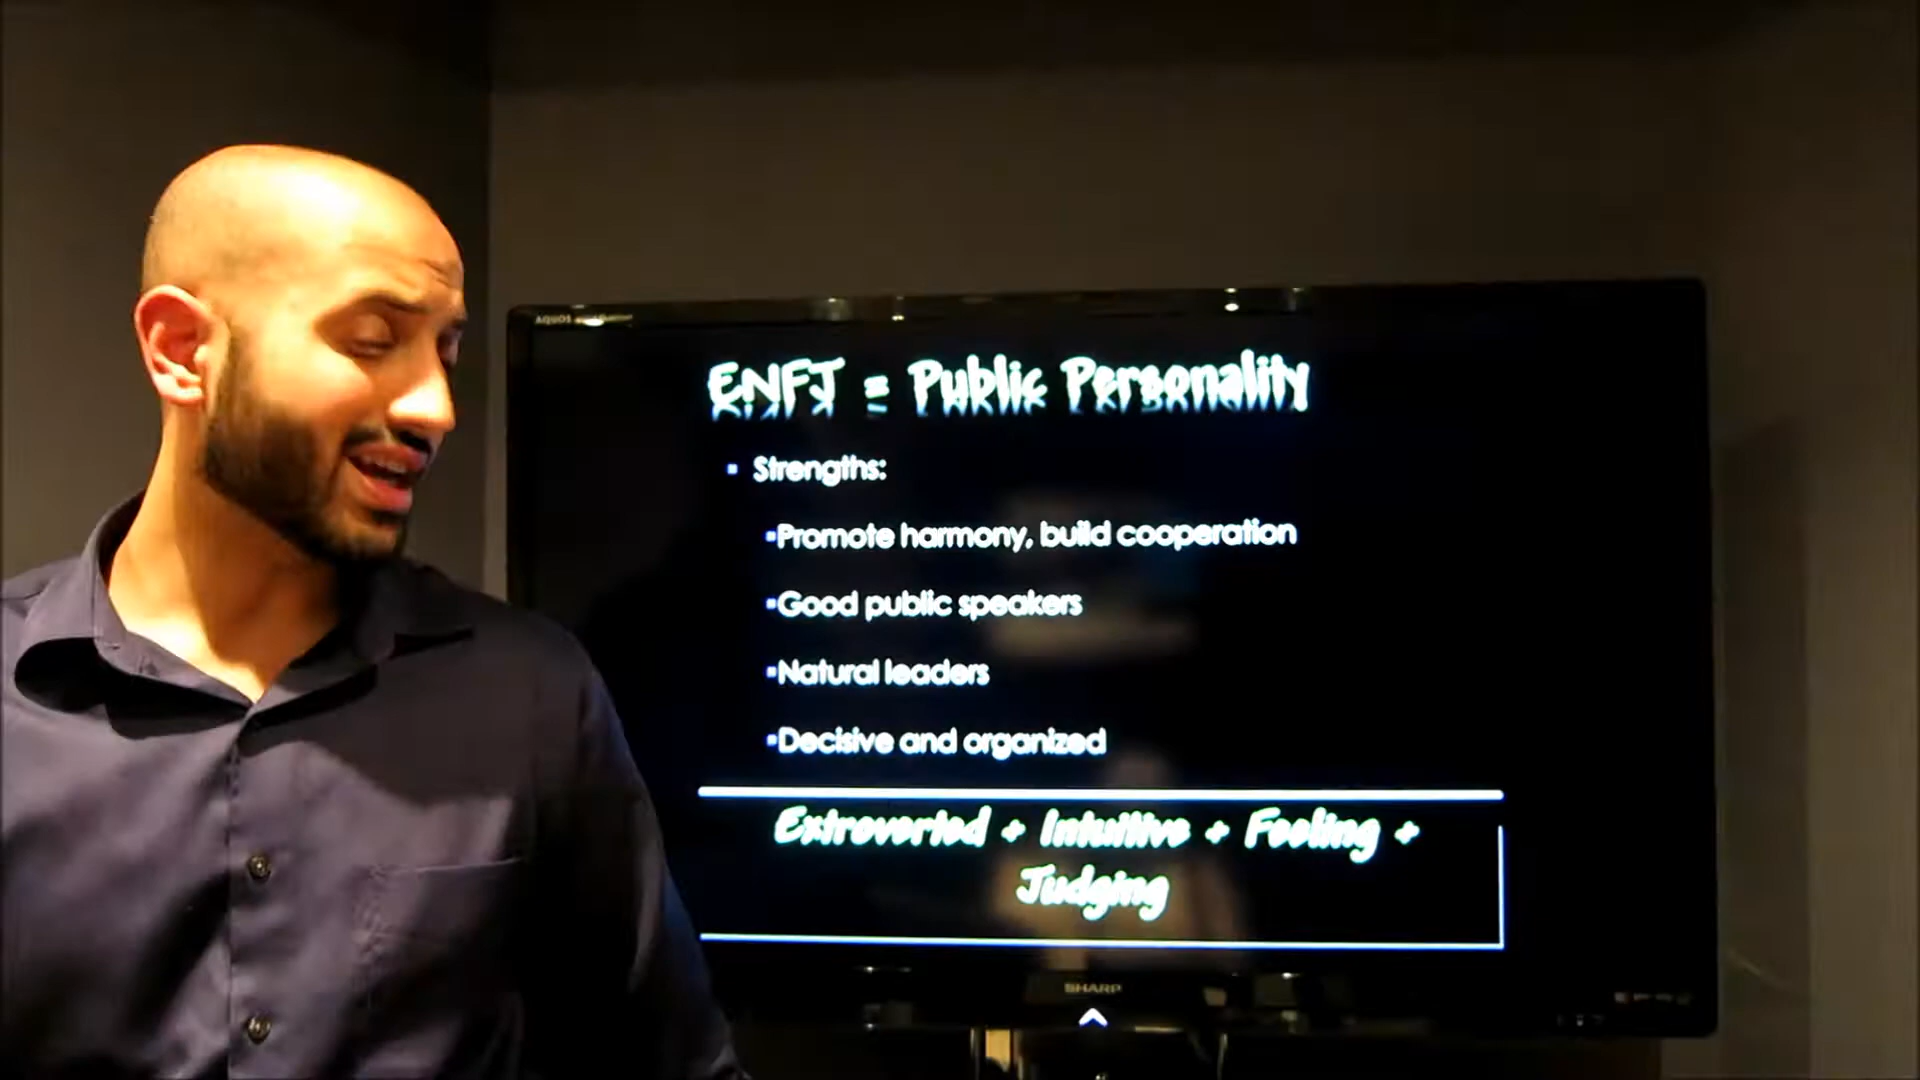 AQUOS
ENFJ = Public Personality
▪ Strengths:
▪Promote harmony, build cooperation
▪Good public speakers
▪Natural leaders
▪Decisive and organized
Extroverted + Intuitive + Feeling +
Judging
SHARP